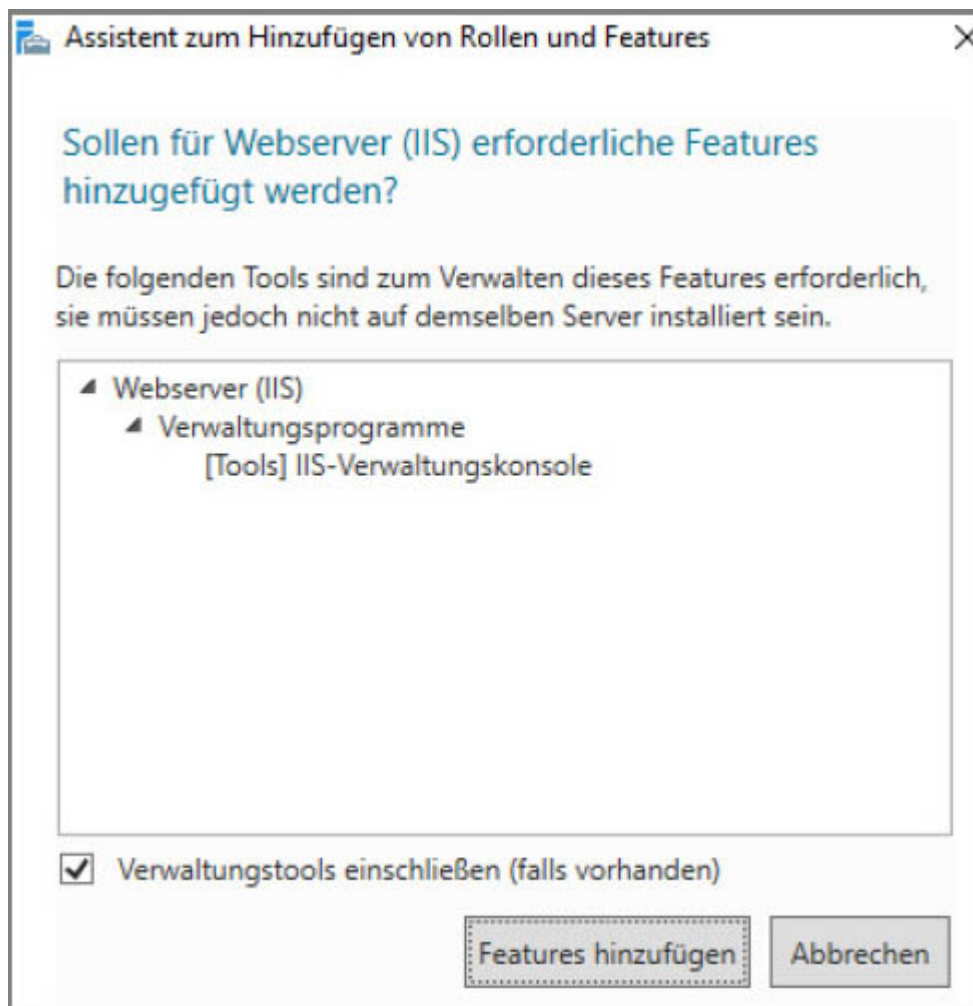 Assistent zum Hinzufügen von Rollen und Features
Sollen für Webserver (IIS) erforderliche Features
hinzugefügt werden?
Die folgenden Tools sind zum Verwalten dieses Features erforderlich,
sie müssen jedoch nicht auf demselben Server installiert sein.
Webserver (IIS)
Verwaltungsprogramme
[Tools] IIS-Verwaltungskonsole
Verwaltungstools einschließen (falls vorhanden)
Features hinzufügen Abbrechen